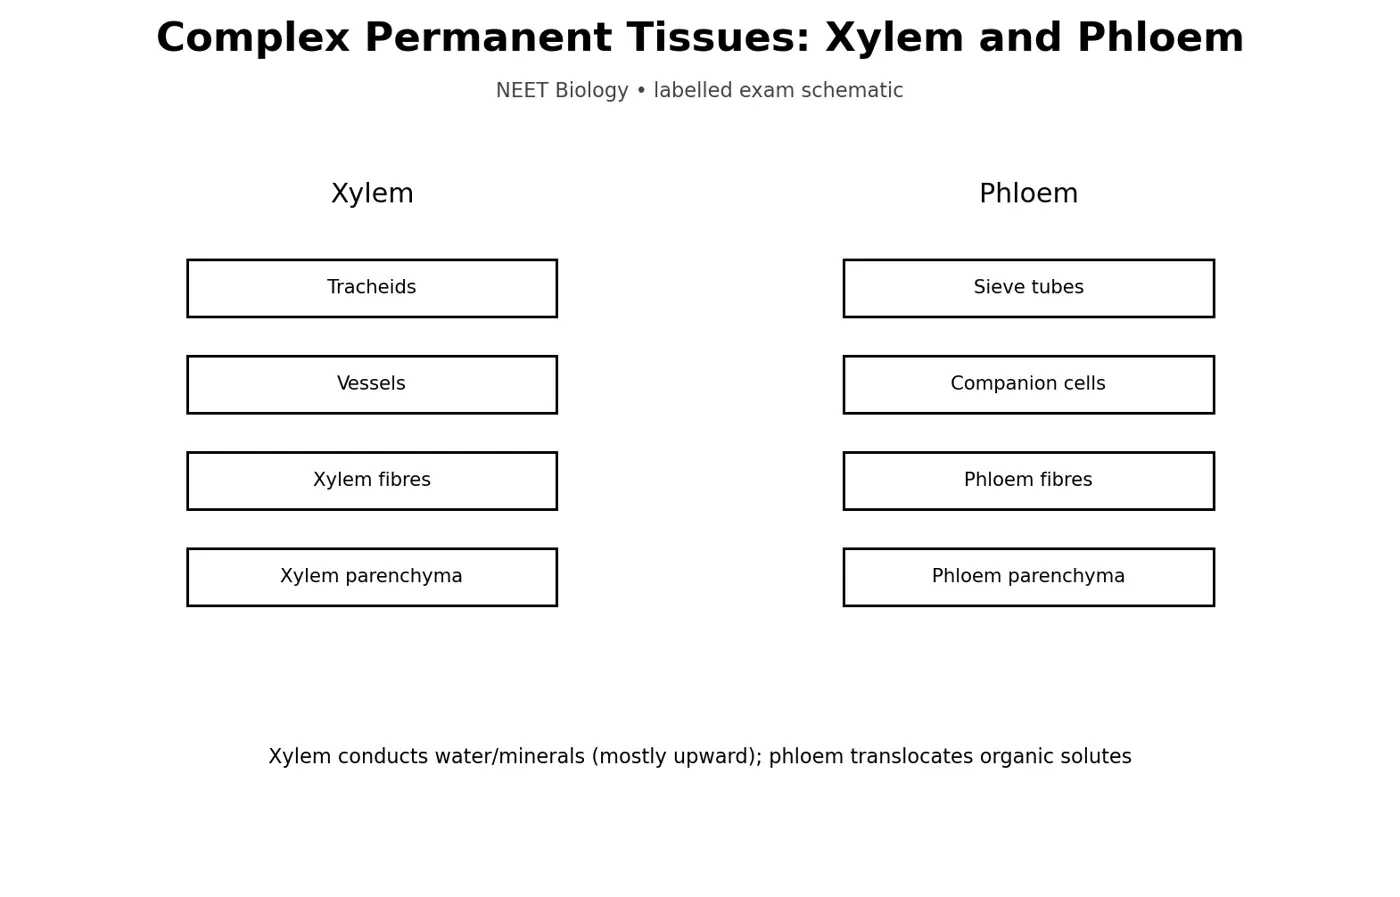 Complex Permanent Tissues: Xylem and Phloem
NEET Biology • labelled exam schematic
Xylem
Tracheids
Vessels
Xylem fibres
Xylem parenchyma
Phloem
Sieve tubes
Companion cells
Phloem fibres
Phloem parenchyma
Xylem conducts water/minerals (mostly upward); phloem translocates organic solutes